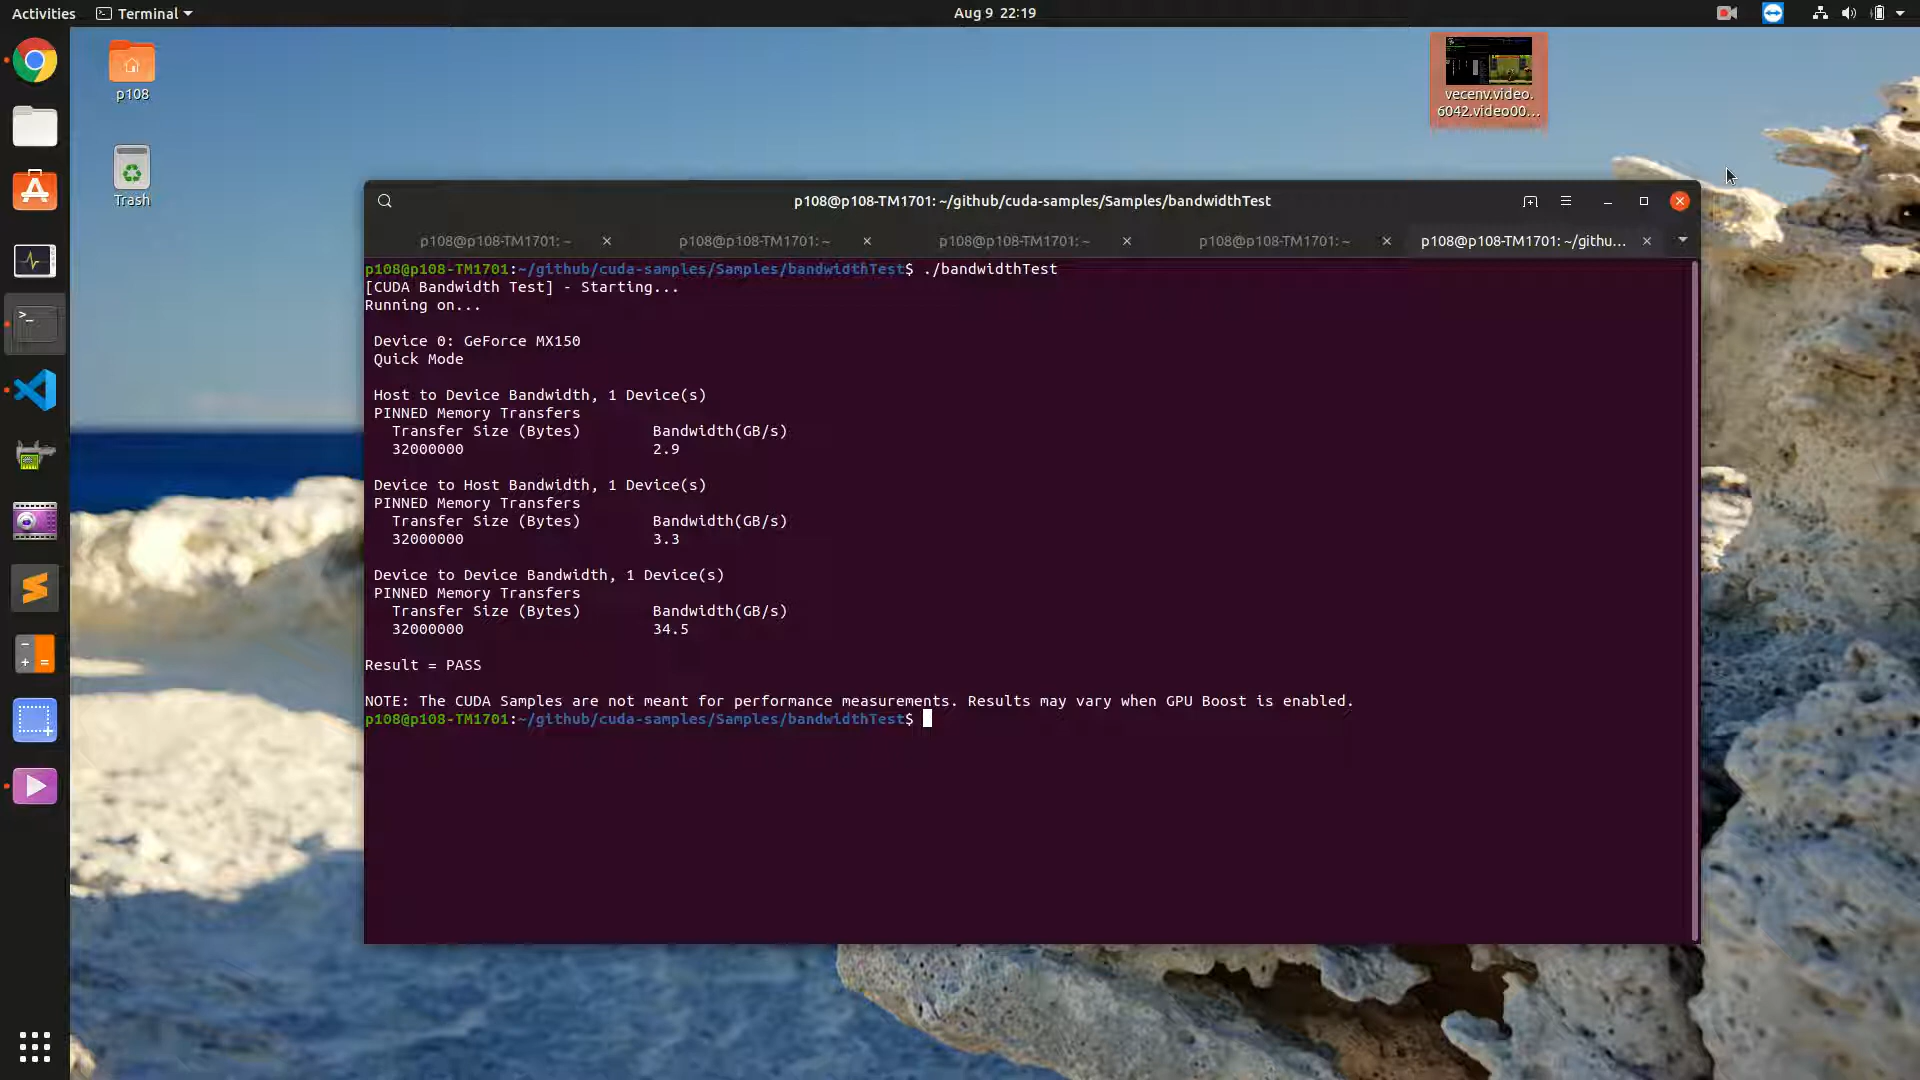 Activities
Terminal
Aug 9 22:19
p108
Trash
vecenv.video.
6042.video00...
p108@p108-TM1701: ~/github/cuda-samples/Samples/bandwidthTest
p108@p108-TM1701: ~
p108@p108-TM1701: ~
p108@p108-TM1701: ~
p108@p108-TM1701: ~
p108@p108-TM1701: ~/githu...
p108@p108-TM1701:~/github/cuda-samples/Samples/bandwidthTest$ ./bandwidthTest
[CUDA Bandwidth Test] - Starting...
Running on...
Device 0: GeForce MX150
Quick Mode
Host to Device Bandwidth, 1 Device(s)
PINNED Memory Transfers
Transfer Size (Bytes) Bandwidth(GB/s)
32000000 2.9
Device to Host Bandwidth, 1 Device(s)
PINNED Memory Transfers
Transfer Size (Bytes) Bandwidth(GB/s)
32000000 3.3
Device to Device Bandwidth, 1 Device(s)
PINNED Memory Transfers
Transfer Size (Bytes) Bandwidth(GB/s)
32000000 34.5
Result = PASS
NOTE: The CUDA Samples are not meant for performance measurements. Results may vary when GPU Boost is enabled.
p108@p108-TM1701:~/github/cuda-samples/Samples/bandwidthTest$